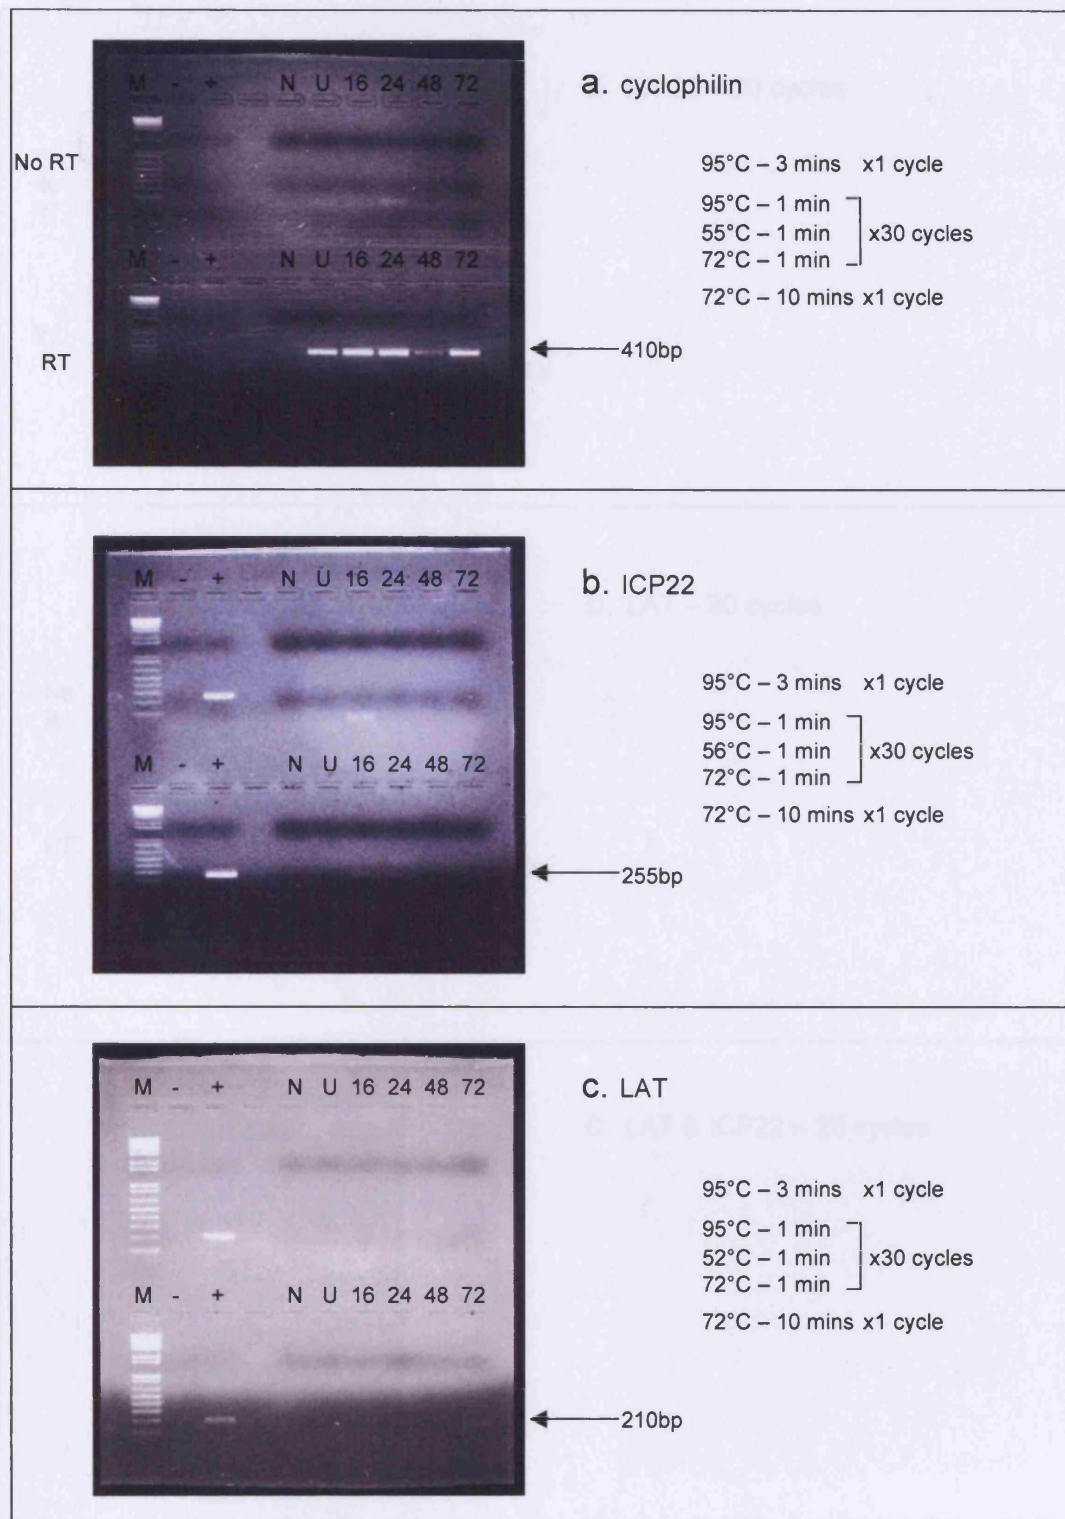 a. cyclophilin
M - + N U 16 24 48 72
No RT
95°C – 3 mins x1 cycle
95°C – 1 min
55°C – 1 min x30 cycles
72°C – 1 min
72°C – 10 mins x1 cycle
M - + N U 16 24 48 72
RT
410bp
b. ICP22
M - + N U 16 24 48 72
95°C – 3 mins x1 cycle
95°C – 1 min
56°C – 1 min x30 cycles
72°C – 1 min
72°C – 10 mins x1 cycle
M - + N U 16 24 48 72
255bp
c. LAT
M - + N U 16 24 48 72
95°C – 3 mins x1 cycle
95°C – 1 min
52°C – 1 min x30 cycles
72°C – 1 min
72°C – 10 mins x1 cycle
M - + N U 16 24 48 72
210bp